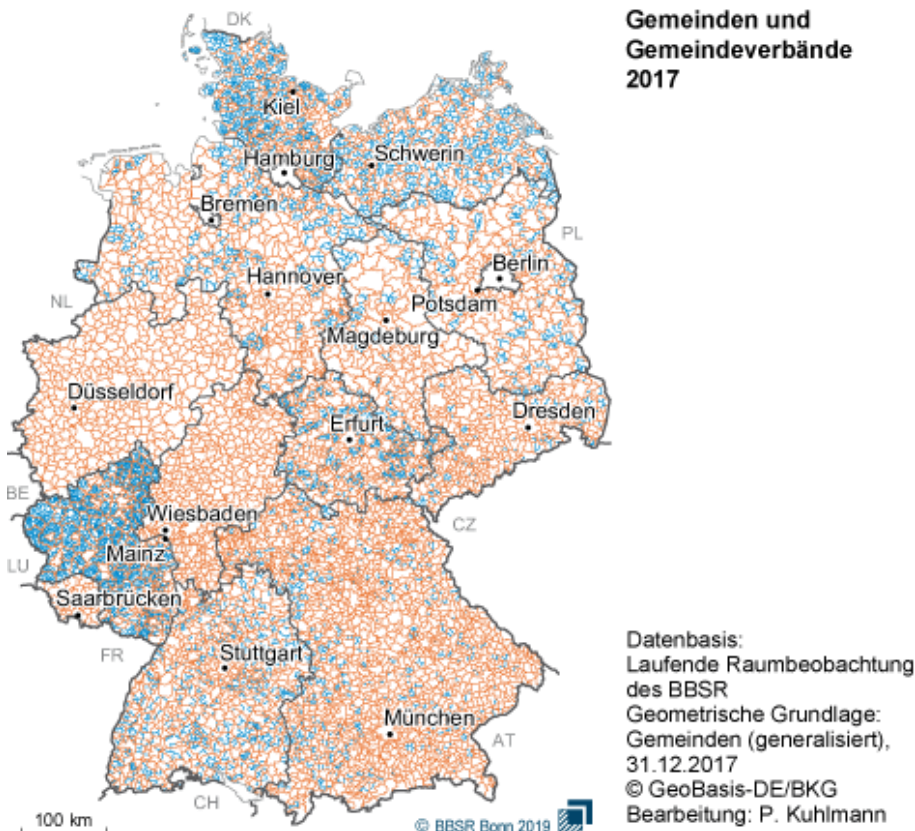 DK
Gemeinden und
Gemeindeverbände
2017
Kiel
Hamburg
Schwerin
Bremen
PL
Berlin
Hannover
NL
Potsdam
Magdeburg
Düsseldorf
Dresden
Erfurt
BE
Wiesbaden
CZ
Mainz
LU
Saarbrücken
FR
Stuttgart
München
AT
CH
Datenbasis:
Laufende Raumbeobachtung
des BBSR
Geometrische Grundlage:
Gemeinden (generalisiert),
31.12.2017
© GeoBasis-DE/BKG
Bearbeitung: P. Kuhlmann
100 km
© BBSR Bonn 2019